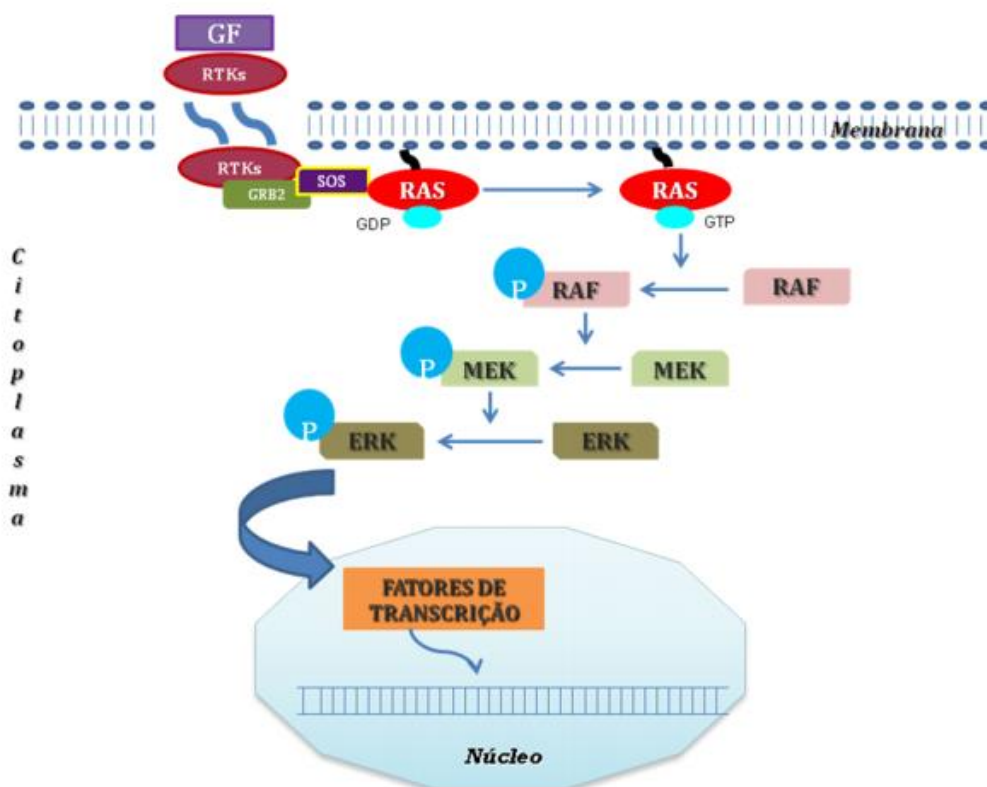 GF
RTKs
Membrana
RTKs
SOS
GRB2
RAS
RAS
GDP
GTP
Citoplasma
P
RAF
RAF
P
MEK
MEK
P
ERK
ERK
FATORES DE
TRANSCRIÇÃO
Núcleo